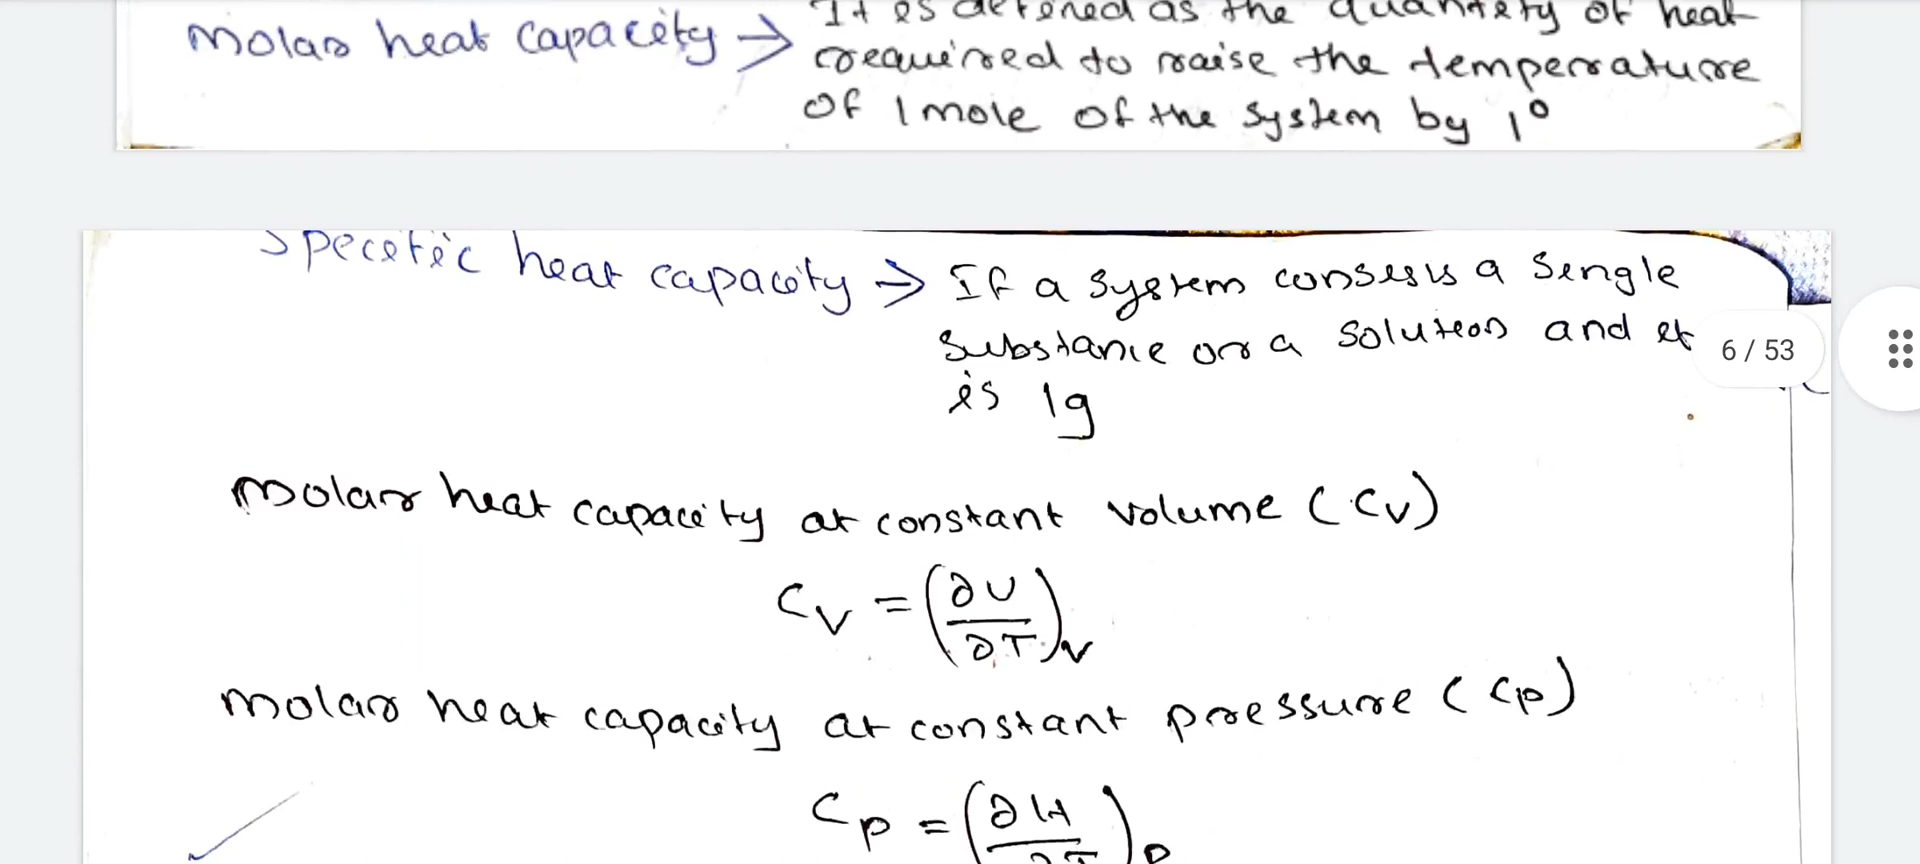 Molar heat capacity → It is defined as the quantity of heat
required to raise the temperature
of 1 mole of the system by 1°
Specific heat capacity → If a system consists a single
substance or a solution and it
is 1g
6 / 53
Molar heat capacity at constant volume (Cv)
Cv = (∂U/∂T)v
Molar heat capacity at constant pressure (Cp)
Cp = (∂H/∂T)p